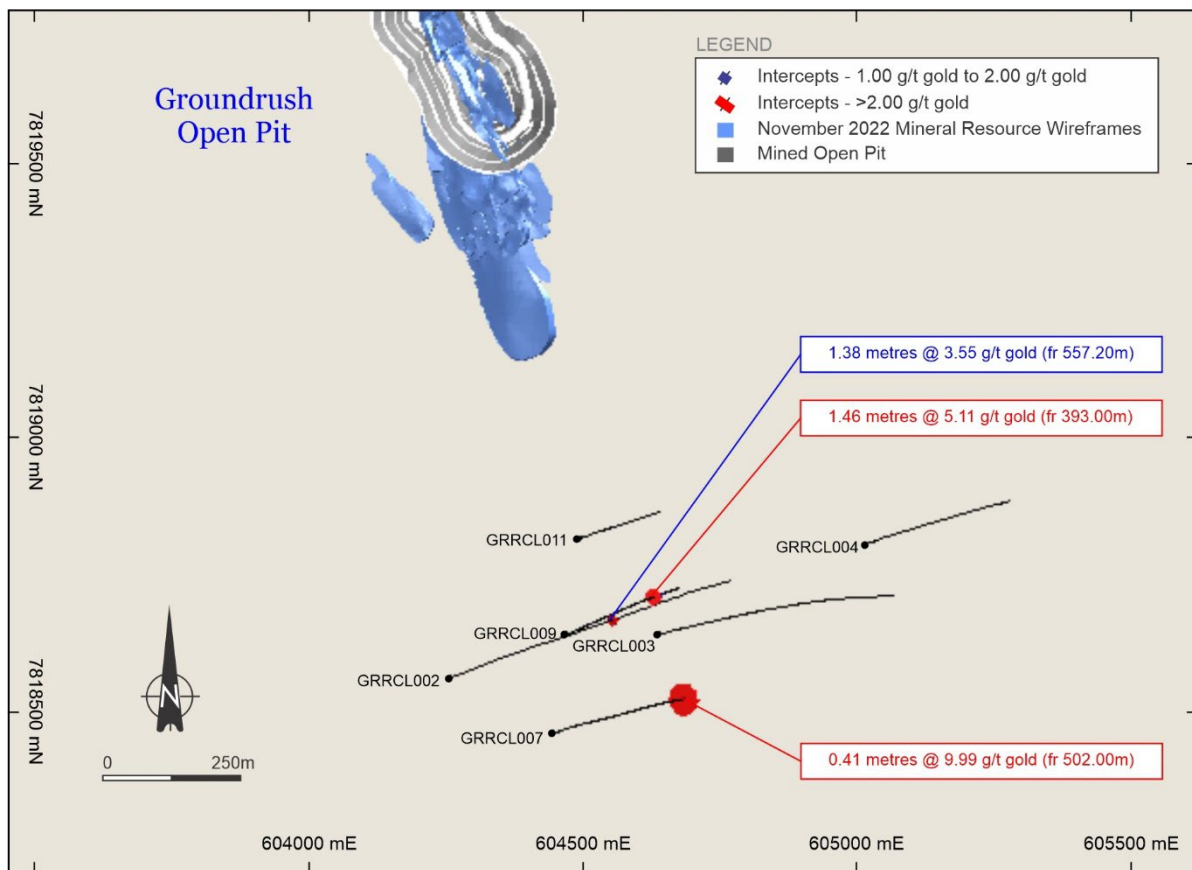 LEGEND
Intercepts - 1.00 g/t gold to 2.00 g/t gold
Intercepts - >2.00 g/t gold
November 2022 Mineral Resource Wireframes
Mined Open Pit
Groundrush
Open Pit
7819500 mN
1.38 metres @ 3.55 g/t gold (fr 557.20m)
1.46 metres @ 5.11 g/t gold (fr 393.00m)
7819000 mN
GRRCL011
GRRCL004
GRRCL009
GRRCL003
GRRCL002
GRRCL007
7818500 mN
N
0 250m
0.41 metres @ 9.99 g/t gold (fr 502.00m)
604000 mE 604500 mE 605000 mE 605500 mE